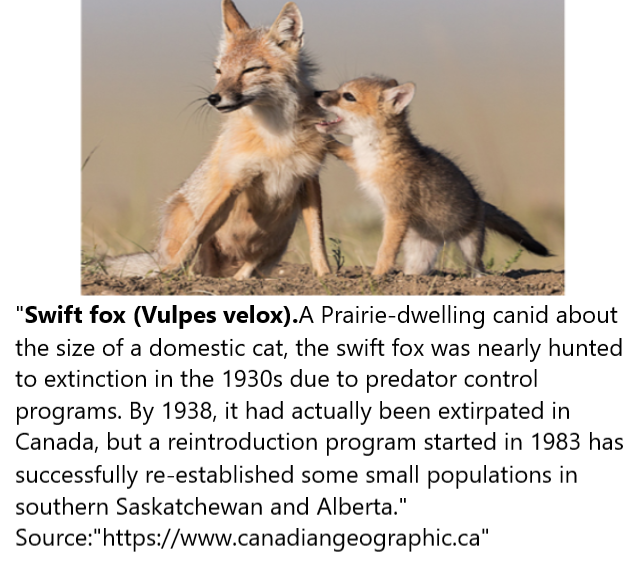 "Swift fox (Vulpes velox).A Prairie-dwelling canid about
the size of a domestic cat, the swift fox was nearly hunted
to extinction in the 1930s due to predator control
programs. By 1938, it had actually been extirpated in
Canada, but a reintroduction program started in 1983 has
successfully re-established some small populations in
southern Saskatchewan and Alberta."
Source:"https://www.canadiangeographic.ca"